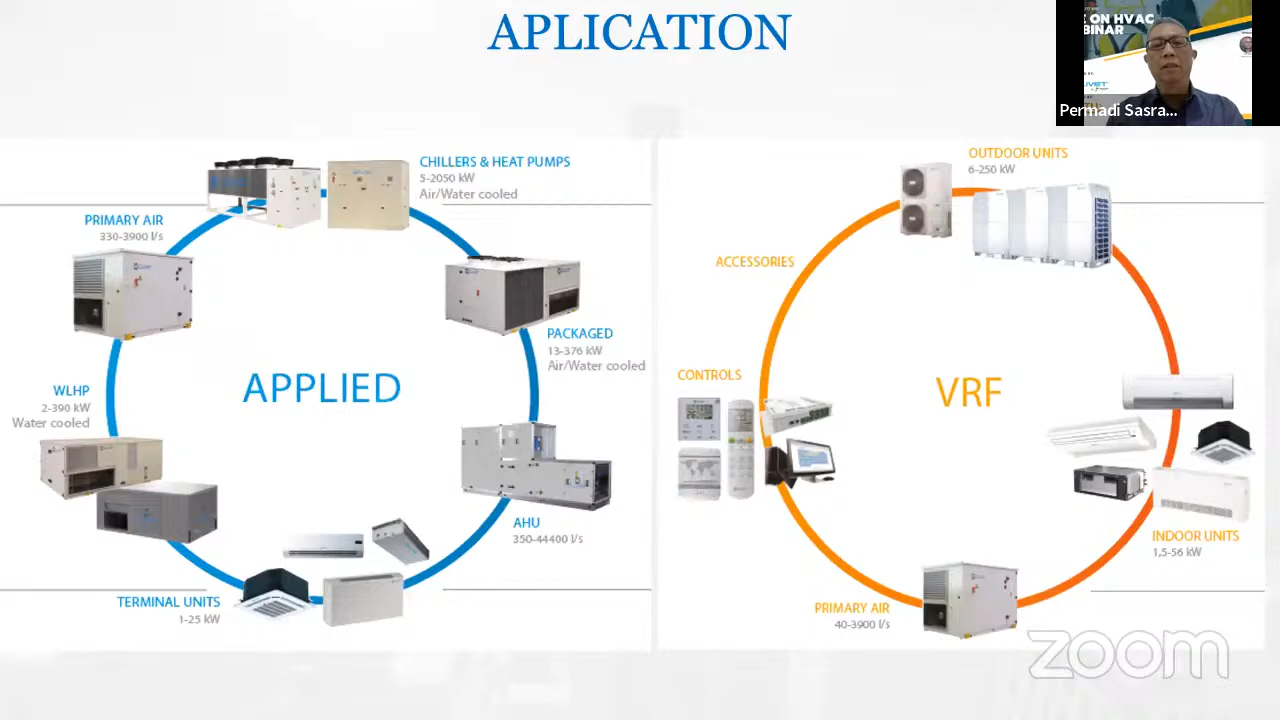 APLICATION
ON HVAC
BINAR
Permadi Sasra...
CHILLERS & HEAT PUMPS
5-2050 kW
Air/Water cooled
PRIMARY AIR
330-3900 l/s
PACKAGED
13-376 kW
Air/Water cooled
APPLIED
WLHP
2-390 kW
Water cooled
AHU
350-44400 l/s
TERMINAL UNITS
1-25 kW
OUTDOOR UNITS
6-250 kW
ACCESSORIES
CONTROLS
VRF
INDOOR UNITS
1,5-56 kW
PRIMARY AIR
40-3900 l/s
zoom